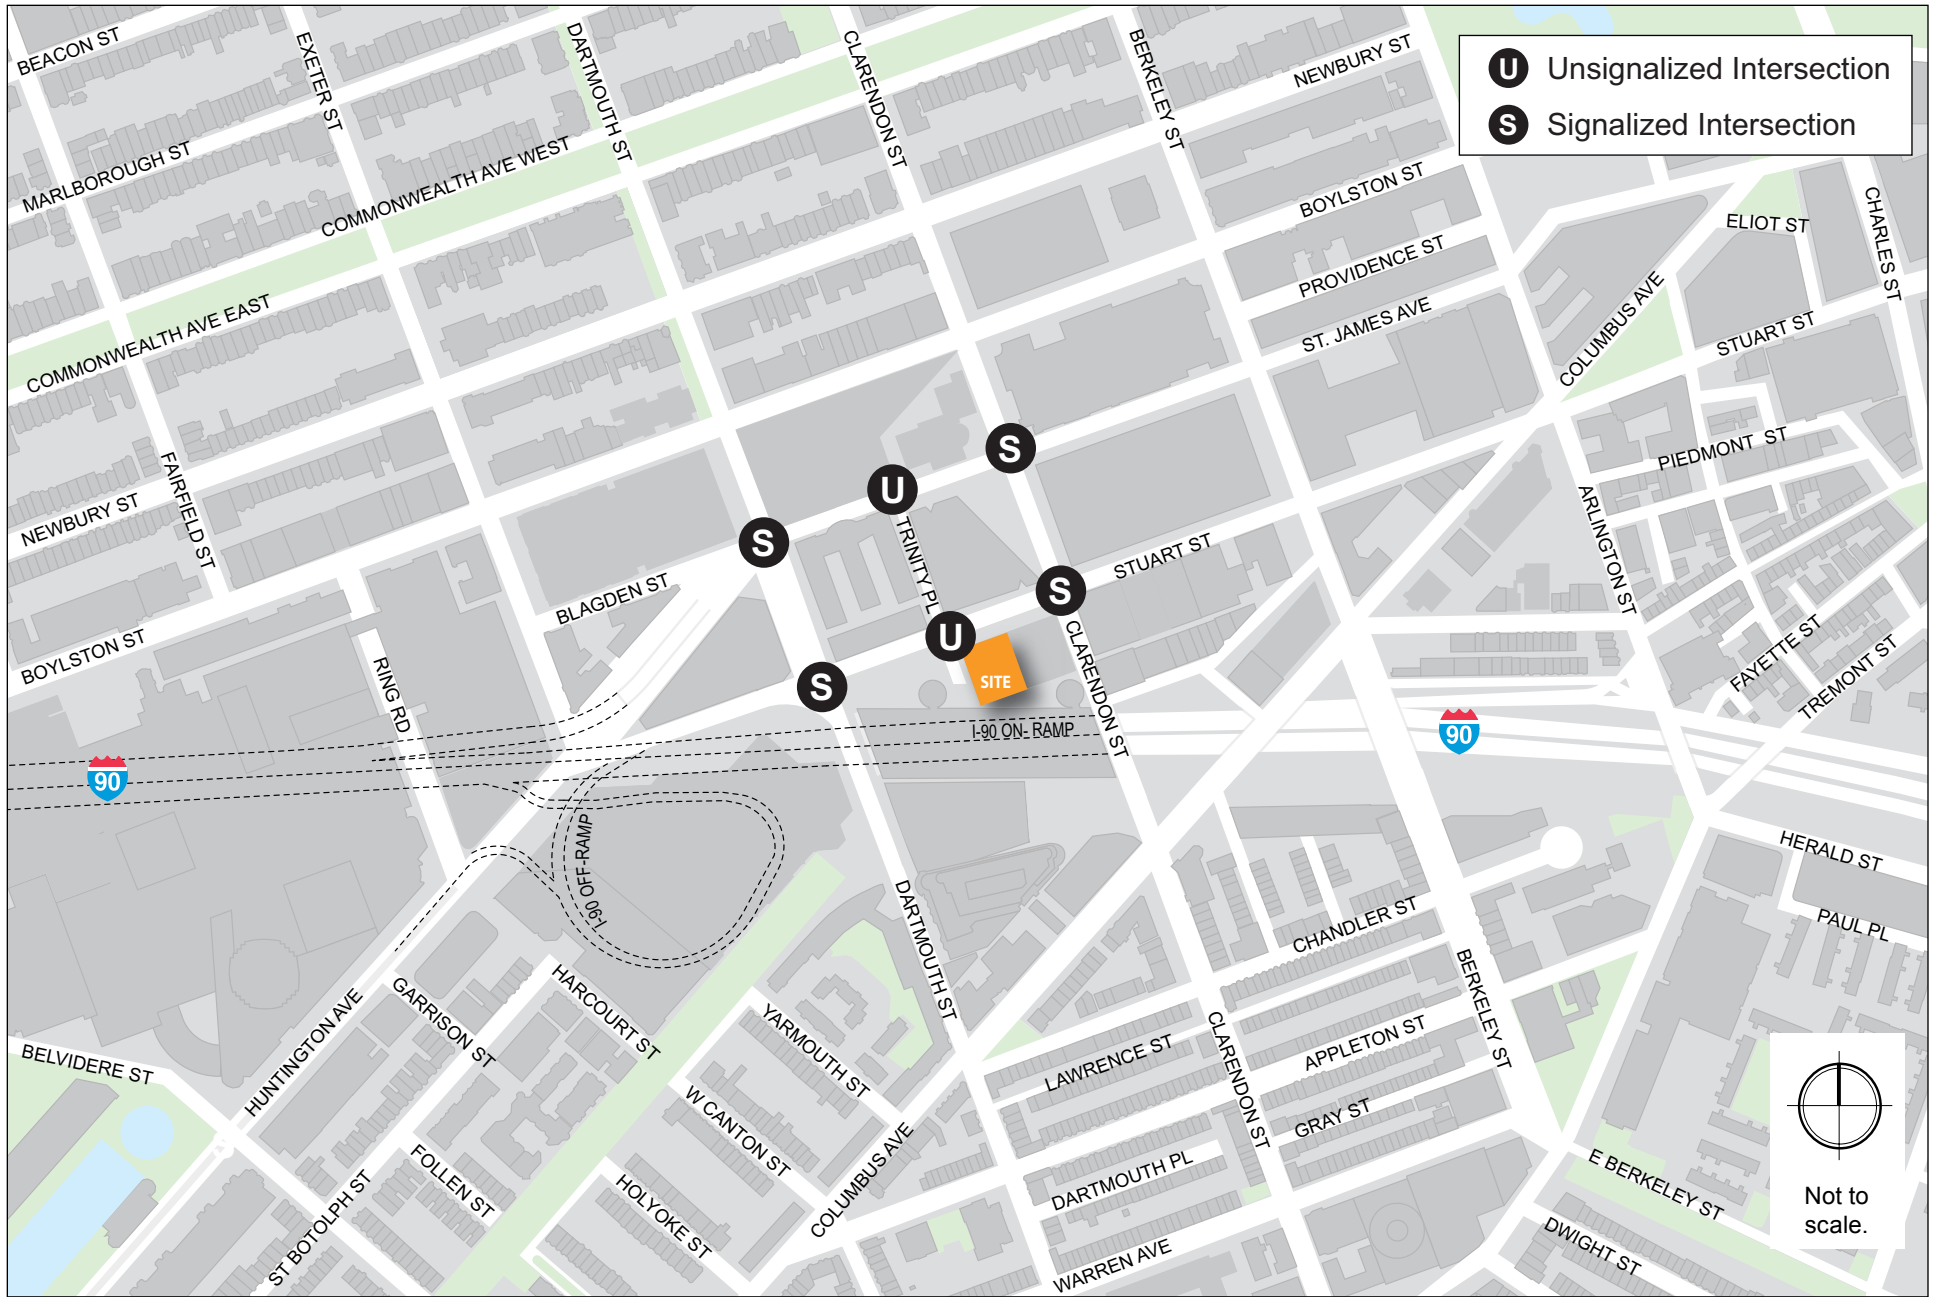 BEACON ST
EXETER ST
DARTMOUTH ST
CLARENDON ST
BERKELEY ST
NEWBURY ST
U Unsignalized Intersection
S Signalized Intersection
MARLBOROUGH ST
COMMONWEALTH AVE WEST
BOYLSTON ST
PROVIDENCE ST
ST. JAMES AVE
ELIOT ST
CHARLES ST
COLUMBUS AVE
STUART ST
COMMONWEALTH AVE EAST
FAIRFIELD ST
NEWBURY ST
S
U
S
PIEDMONT ST
ARLINGTON ST
TRINITY PL
STUART ST
BLAGDEN ST
S
U
S
SITE
CLARENDON ST
BOYLSTON ST
RING RD
FAYETTE ST
TREMONT ST
I-90 ON- RAMP
90
90
I-90 OFF-RAMP
HERALD ST
PAUL PL
DARTMOUTH ST
CHANDLER ST
BERKELEY ST
HARCOURT ST
GARRISON ST
HUNTINGTON AVE
BELVIDERE ST
YARMOUTH ST
LAWRENCE ST
CLARENDON ST
APPLETON ST
GRAY ST
W CANTON ST
COLUMBUS AVE
FOLLEN ST
ST BOTOLPH ST
HOLYOKE ST
DARTMOUTH PL
WARREN AVE
E BERKELEY ST
DWIGHT ST
Not to
scale.